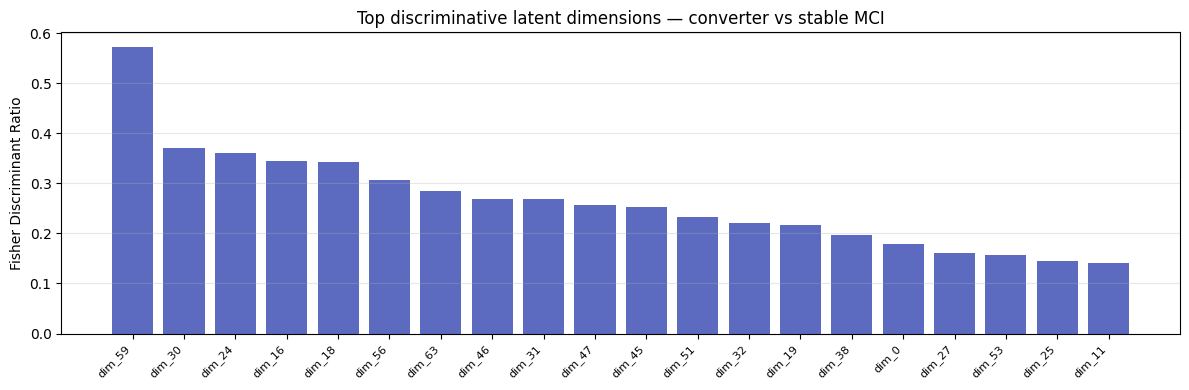 Top discriminative latent dimensions — converter vs stable MCI
Fisher Discriminant Ratio
0.6
0.5
0.4
0.3
0.2
0.1
0.0
dim_59
dim_30
dim_24
dim_16
dim_18
dim_56
dim_63
dim_46
dim_31
dim_47
dim_45
dim_51
dim_32
dim_19
dim_38
dim_0
dim_27
dim_53
dim_25
dim_11